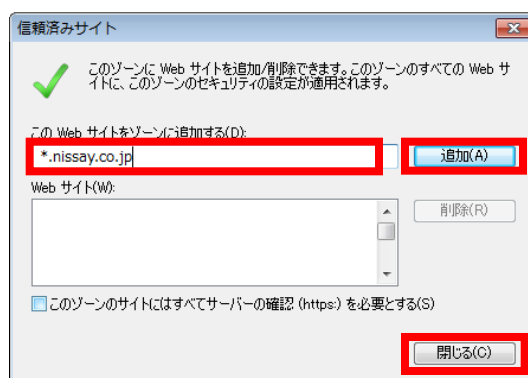 信頼済みサイト
このゾーンに Web サイトを追加/削除できます。このゾーンのすべての Web サ
イトに、このゾーンのセキュリティの設定が適用されます。
この Web サイトをゾーンに追加する(D):
*.nissay.co.jp
追加(A)
Web サイト(W):
削除(R)
このゾーンのサイトにはすべてサーバーの確認 (https:) を必要とする(S)
閉じる(C)